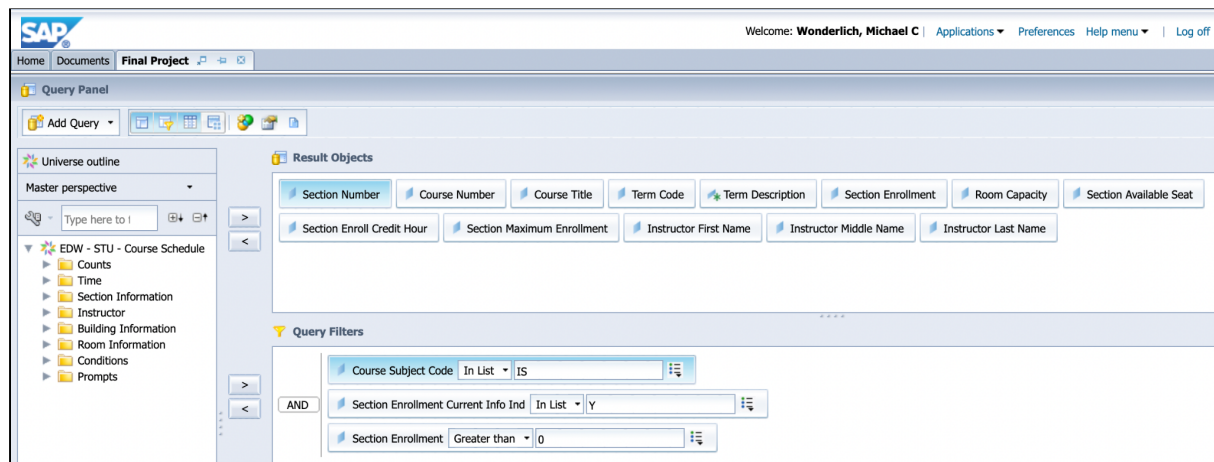 SAP®
Welcome: Wonderlich, Michael C | Applications Preferences Help menu | Log off
Home Documents Final Project
Query Panel
Add Query
Universe outline
Master perspective
Type here to f
EDW - STU - Course Schedule
Counts
Time
Section Information
Instructor
Building Information
Room Information
Conditions
Prompts
>
<
>
<
Result Objects
Section Number Course Number Course Title Term Code Term Description Section Enrollment Room Capacity Section Available Seat
Section Enroll Credit Hour Section Maximum Enrollment Instructor First Name Instructor Middle Name Instructor Last Name
Query Filters
AND
Course Subject Code In List IS
Section Enrollment Current Info Ind In List Y
Section Enrollment Greater than 0